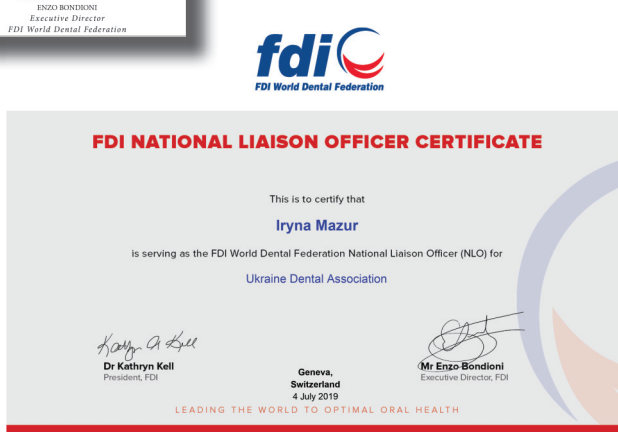 ENZO BONDIONI
Executive Director
FDI World Dental Federation
fdi
FDI World Dental Federation
FDI NATIONAL LIAISON OFFICER CERTIFICATE
This is to certify that
Iryna Mazur
is serving as the FDI World Dental Federation National Liaison Officer (NLO) for
Ukraine Dental Association
Kathryn A Kell
Dr Kathryn Kell
President, FDI
Mr Enzo Bondioni
Executive Director, FDI
Geneva,
Switzerland
4 July 2019
LEADING THE WORLD TO OPTIMAL ORAL HEALTH